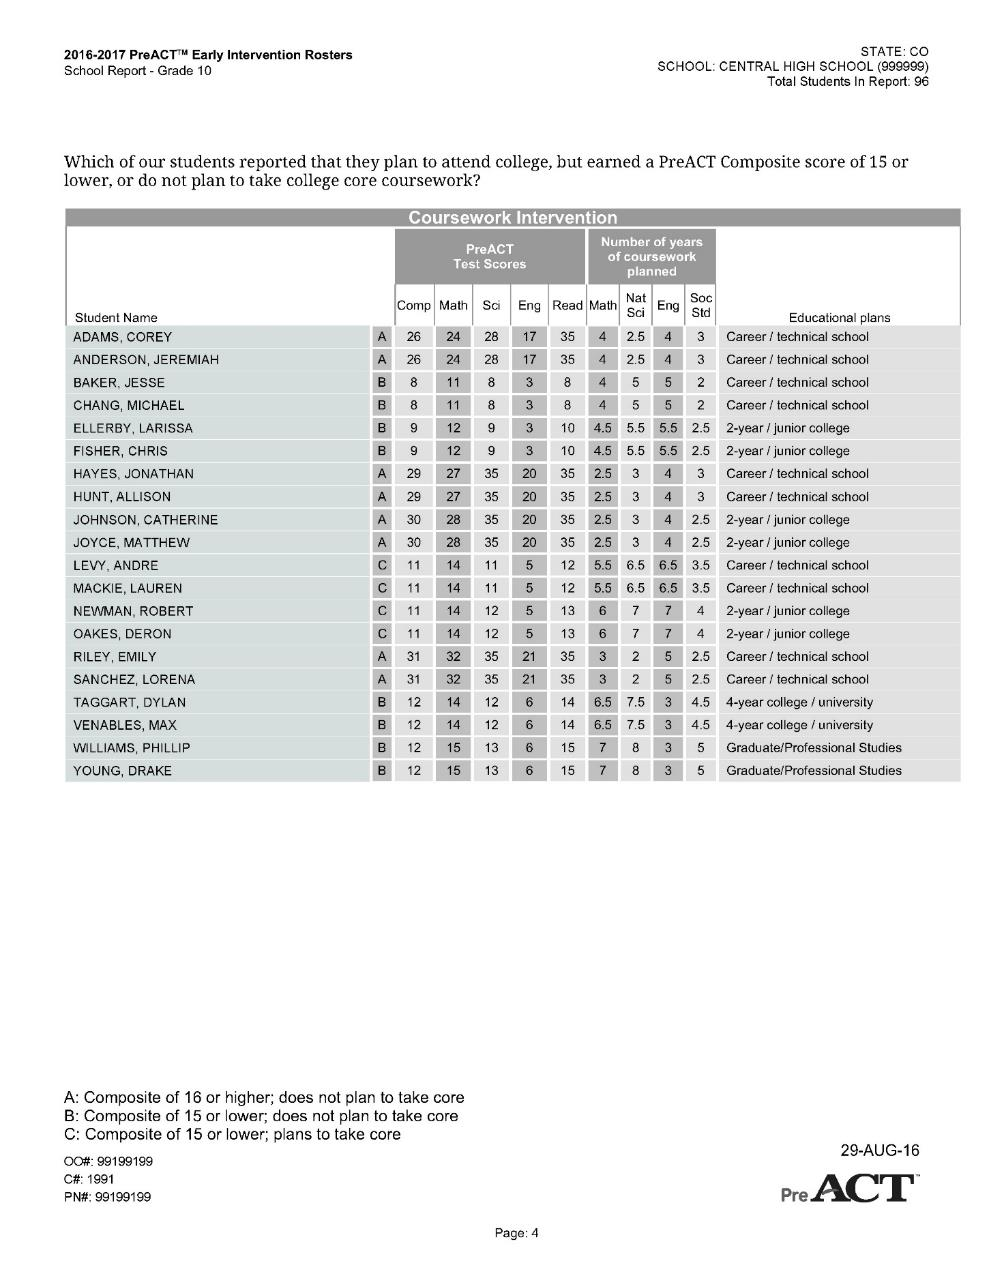 2016-2017 PreACT™ Early Intervention Rosters
School Report - Grade 10
STATE: CO
SCHOOL: CENTRAL HIGH SCHOOL (999999)
Total Students In Report: 96
Which of our students reported that they plan to attend college, but earned a PreACT Composite score of 15 or
lower, or do not plan to take college core coursework?
Coursework Intervention
PreACT
Test Scores
Number of years
of coursework
planned
Student Name Comp Math Sci Eng Read Math Nat Sci Eng Soc Std Educational plans
ADAMS, COREY A 26 24 28 17 35 4 2.5 4 3 Career / technical school
ANDERSON, JEREMIAH A 26 24 28 17 35 4 2.5 4 3 Career / technical school
BAKER, JESSE B 8 11 8 3 8 4 5 5 2 Career / technical school
CHANG, MICHAEL B 8 11 8 3 8 4 5 5 2 Career / technical school
ELLERBY, LARISSA B 9 12 9 3 10 4.5 5.5 5.5 2.5 2-year / junior college
FISHER, CHRIS B 9 12 9 3 10 4.5 5.5 5.5 2.5 2-year / junior college
HAYES, JONATHAN A 29 27 35 20 35 2.5 3 4 3 Career / technical school
HUNT, ALLISON A 29 27 35 20 35 2.5 3 4 3 Career / technical school
JOHNSON, CATHERINE A 30 28 35 20 35 2.5 3 4 2.5 2-year / junior college
JOYCE, MATTHEW A 30 28 35 20 35 2.5 3 4 2.5 2-year / junior college
LEVY, ANDRE C 11 14 11 5 12 5.5 6.5 6.5 3.5 Career / technical school
MACKIE, LAUREN C 11 14 11 5 12 5.5 6.5 6.5 3.5 Career / technical school
NEWMAN, ROBERT C 11 14 12 5 13 6 7 7 4 2-year / junior college
OAKES, DERON C 11 14 12 5 13 6 7 7 4 2-year / junior college
RILEY, EMILY A 31 32 35 21 35 3 2 5 2.5 Career / technical school
SANCHEZ, LORENA A 31 32 35 21 35 3 2 5 2.5 Career / technical school
TAGGART, DYLAN B 12 14 12 6 14 6.5 7.5 3 4.5 4-year college / university
VENABLES, MAX B 12 14 12 6 14 6.5 7.5 3 4.5 4-year college / university
WILLIAMS, PHILLIP B 12 15 13 6 15 7 8 3 5 Graduate/Professional Studies
YOUNG, DRAKE B 12 15 13 6 15 7 8 3 5 Graduate/Professional Studies
A: Composite of 16 or higher; does not plan to take core
B: Composite of 15 or lower; does not plan to take core
C: Composite of 15 or lower; plans to take core
OO#: 99199199
C#: 1991
PN#: 99199199
29-AUG-16
PreACT™
Page: 4